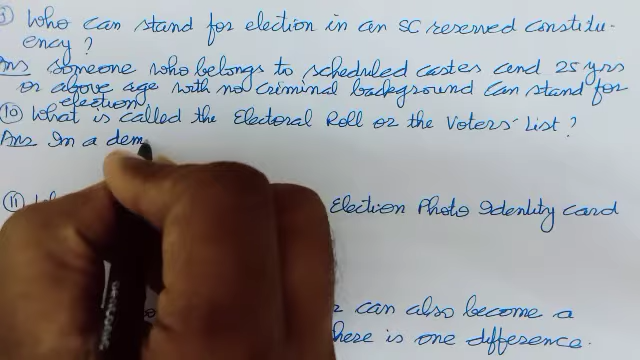 Who can stand for election in an SC reserved constitu-
ency?
Ans Someone who belongs to scheduled castes and 25 yrs
or above age with no criminal background can stand for
election
⑩ What is called the Electoral Roll or the Voters' List?
Ans In a dem
⑪ Election Photo Identity Card
can also become a
here is one difference.